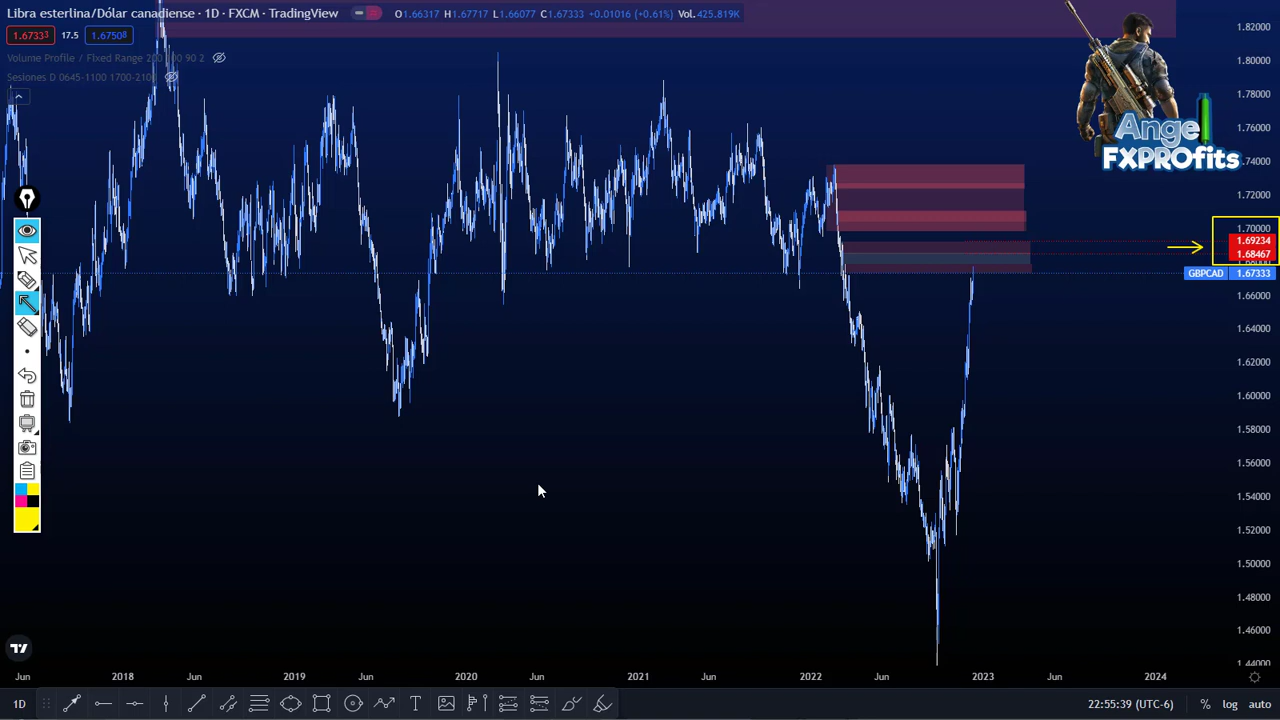 Libra esterlina/Dólar canadiense · 1D · FXCM · TradingView O1.66317 H1.67717 L1.66077 C1.67333 +0.01016 (+0.61%) Vol.425.819K
1.67333 17.5 1.67508
Volume Profile / Fixed Range 200 90 2
Sesiones D 0645-1100 1700-2100
Angel
FXPROfits
1.82000
1.80000
1.78000
1.76000
1.74000
1.72000
1.70000
1.69234
1.68467
GBPCAD 1.67333
1.66000
1.64000
1.62000
1.60000
1.58000
1.56000
1.54000
1.52000
1.50000
1.48000
1.46000
1.44000
Jun 2018 Jun 2019 Jun 2020 Jun 2021 Jun 2022 Jun 2023 Jun 2024
1D T 22:55:39 (UTC-6) % log auto